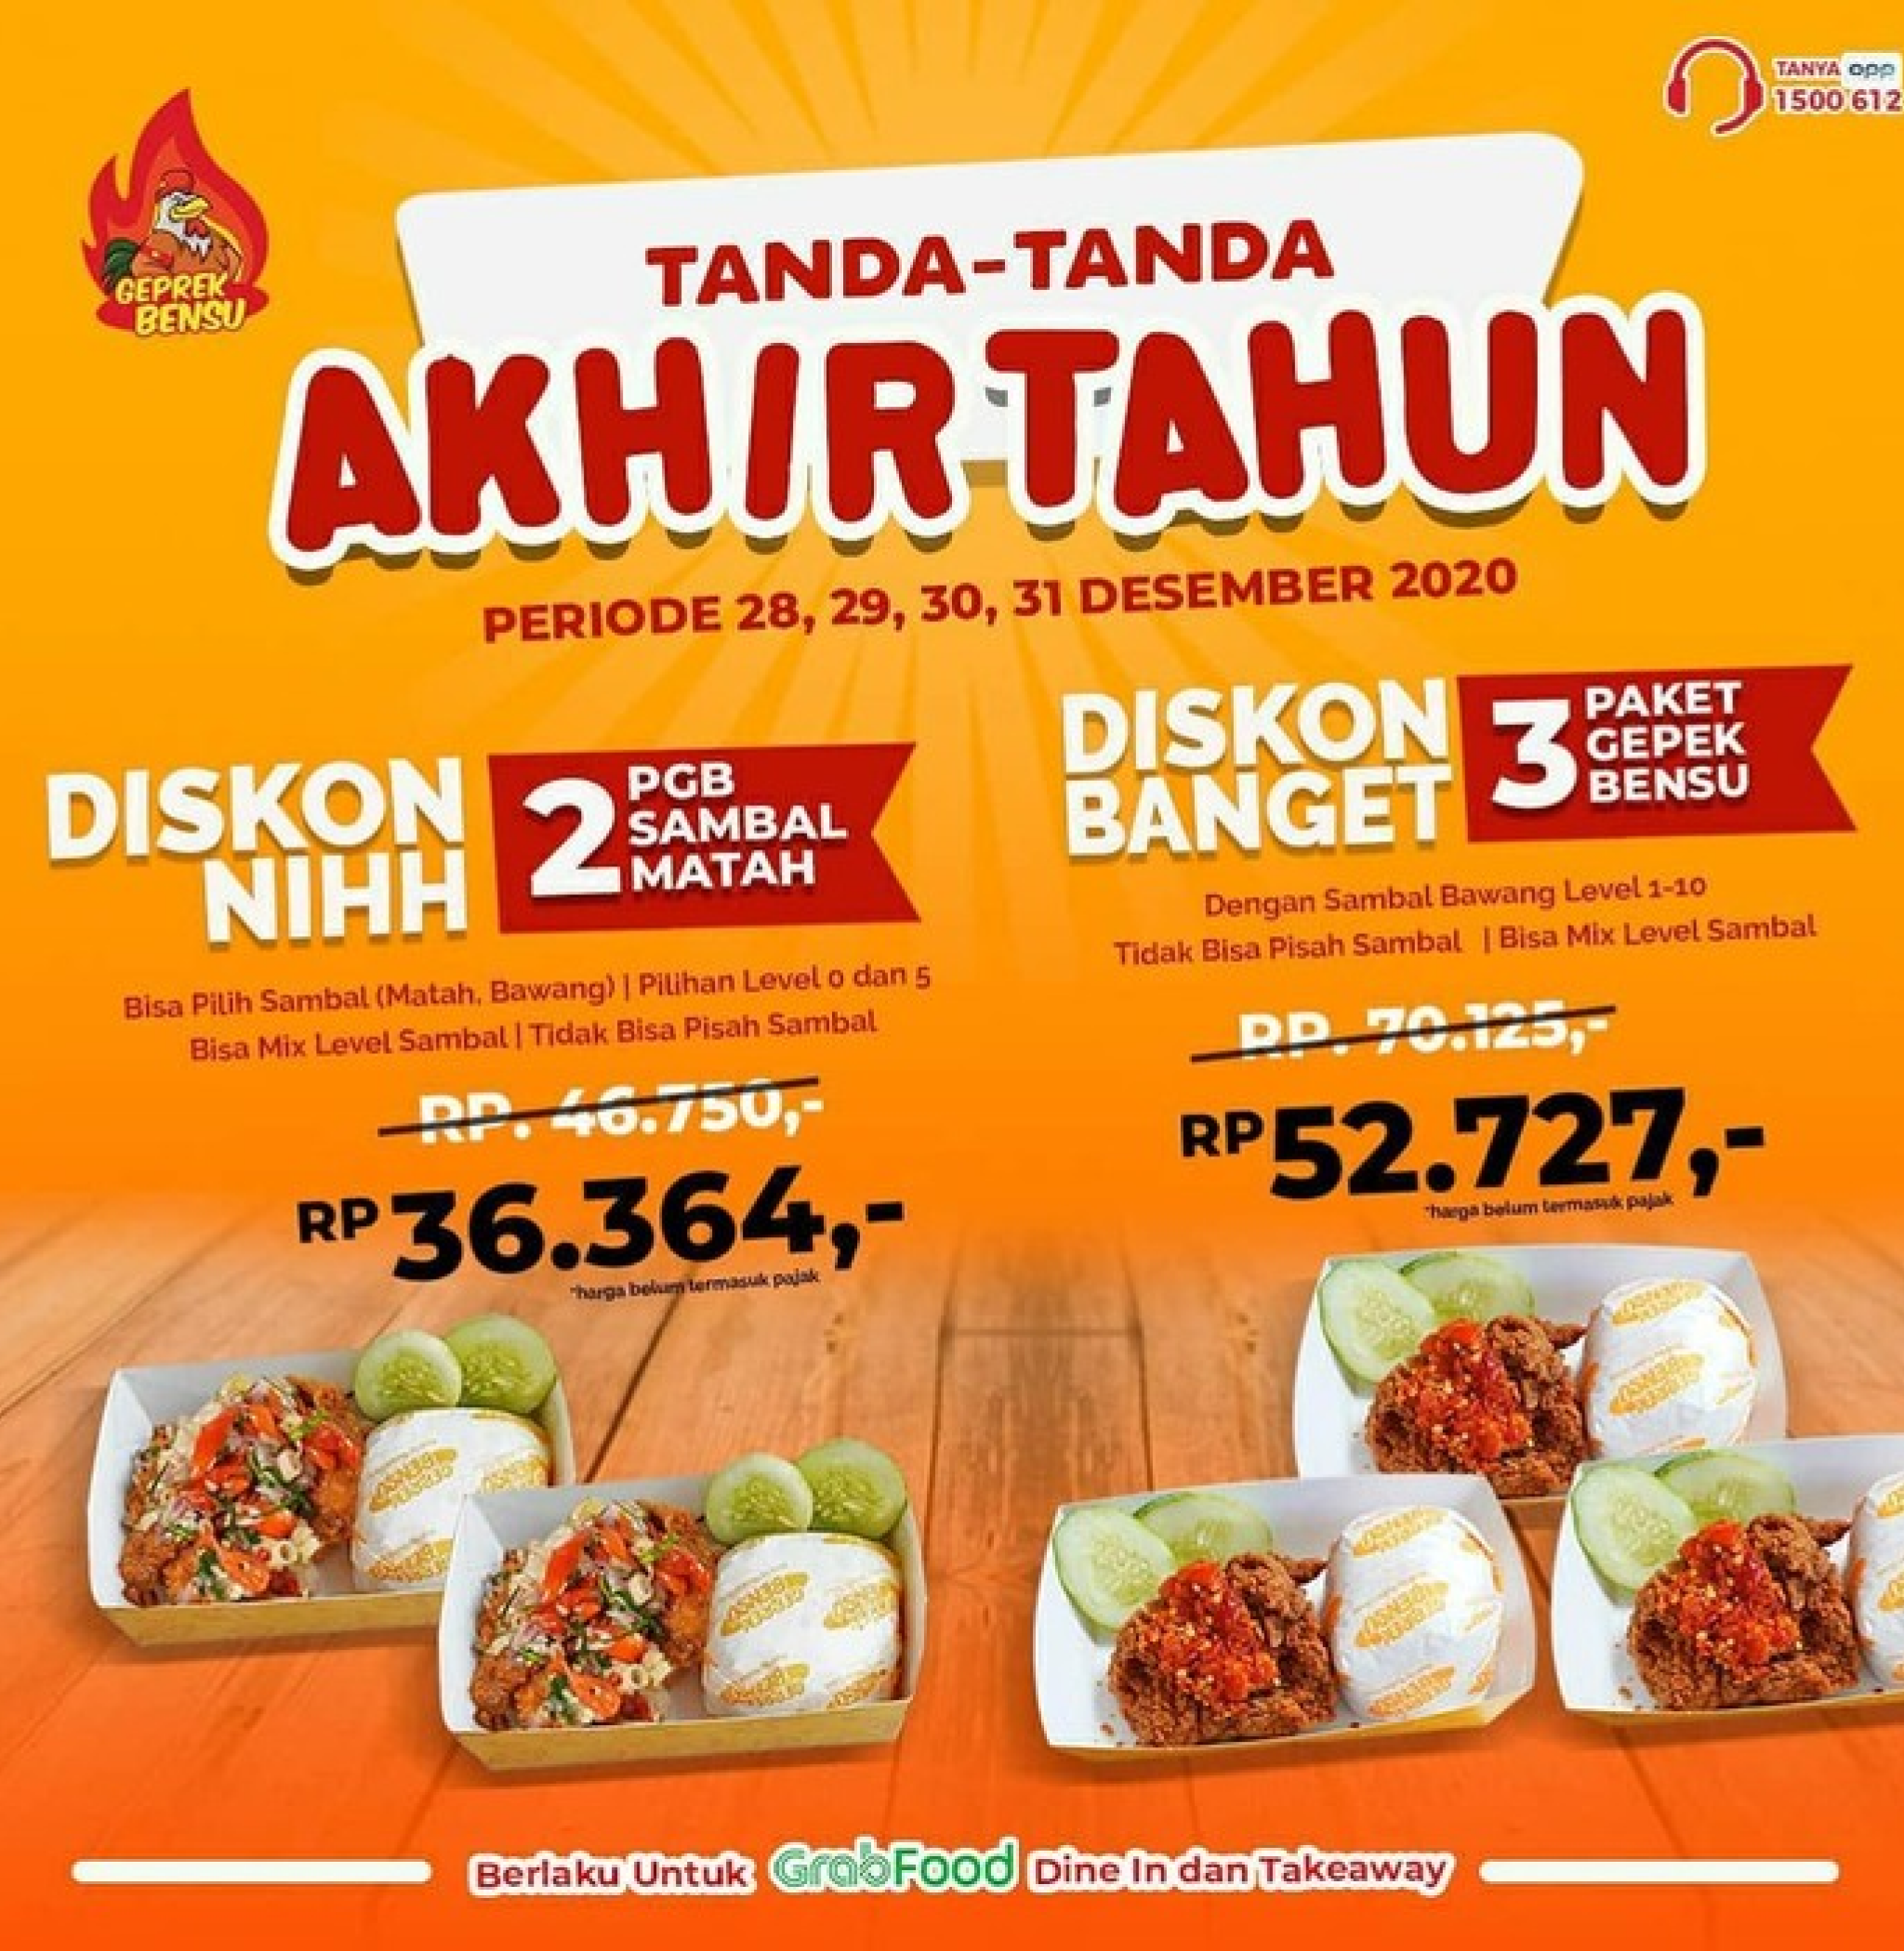 TANYA opp
1500 612
GEPREK
BENSU
TANDA-TANDA
AKHIR TAHUN
PERIODE 28, 29, 30, 31 DESEMBER 2020
DISKON
NIHH
2 PGB
SAMBAL
MATAH
Bisa Pilih Sambal (Matah, Bawang) | Pilihan Level 0 dan 5
Bisa Mix Level Sambal | Tidak Bisa Pisah Sambal
RP. 46.750,-
RP 36.364,-
*harga belum termasuk pajak
DISKON
BANGET
3 PAKET
GEPEK
BENSU
Dengan Sambal Bawang Level 1-10
Tidak Bisa Pisah Sambal | Bisa Mix Level Sambal
RP. 70.125,-
RP 52.727,-
*harga belum termasuk pajak
Berlaku Untuk GrabFood Dine In dan Takeaway